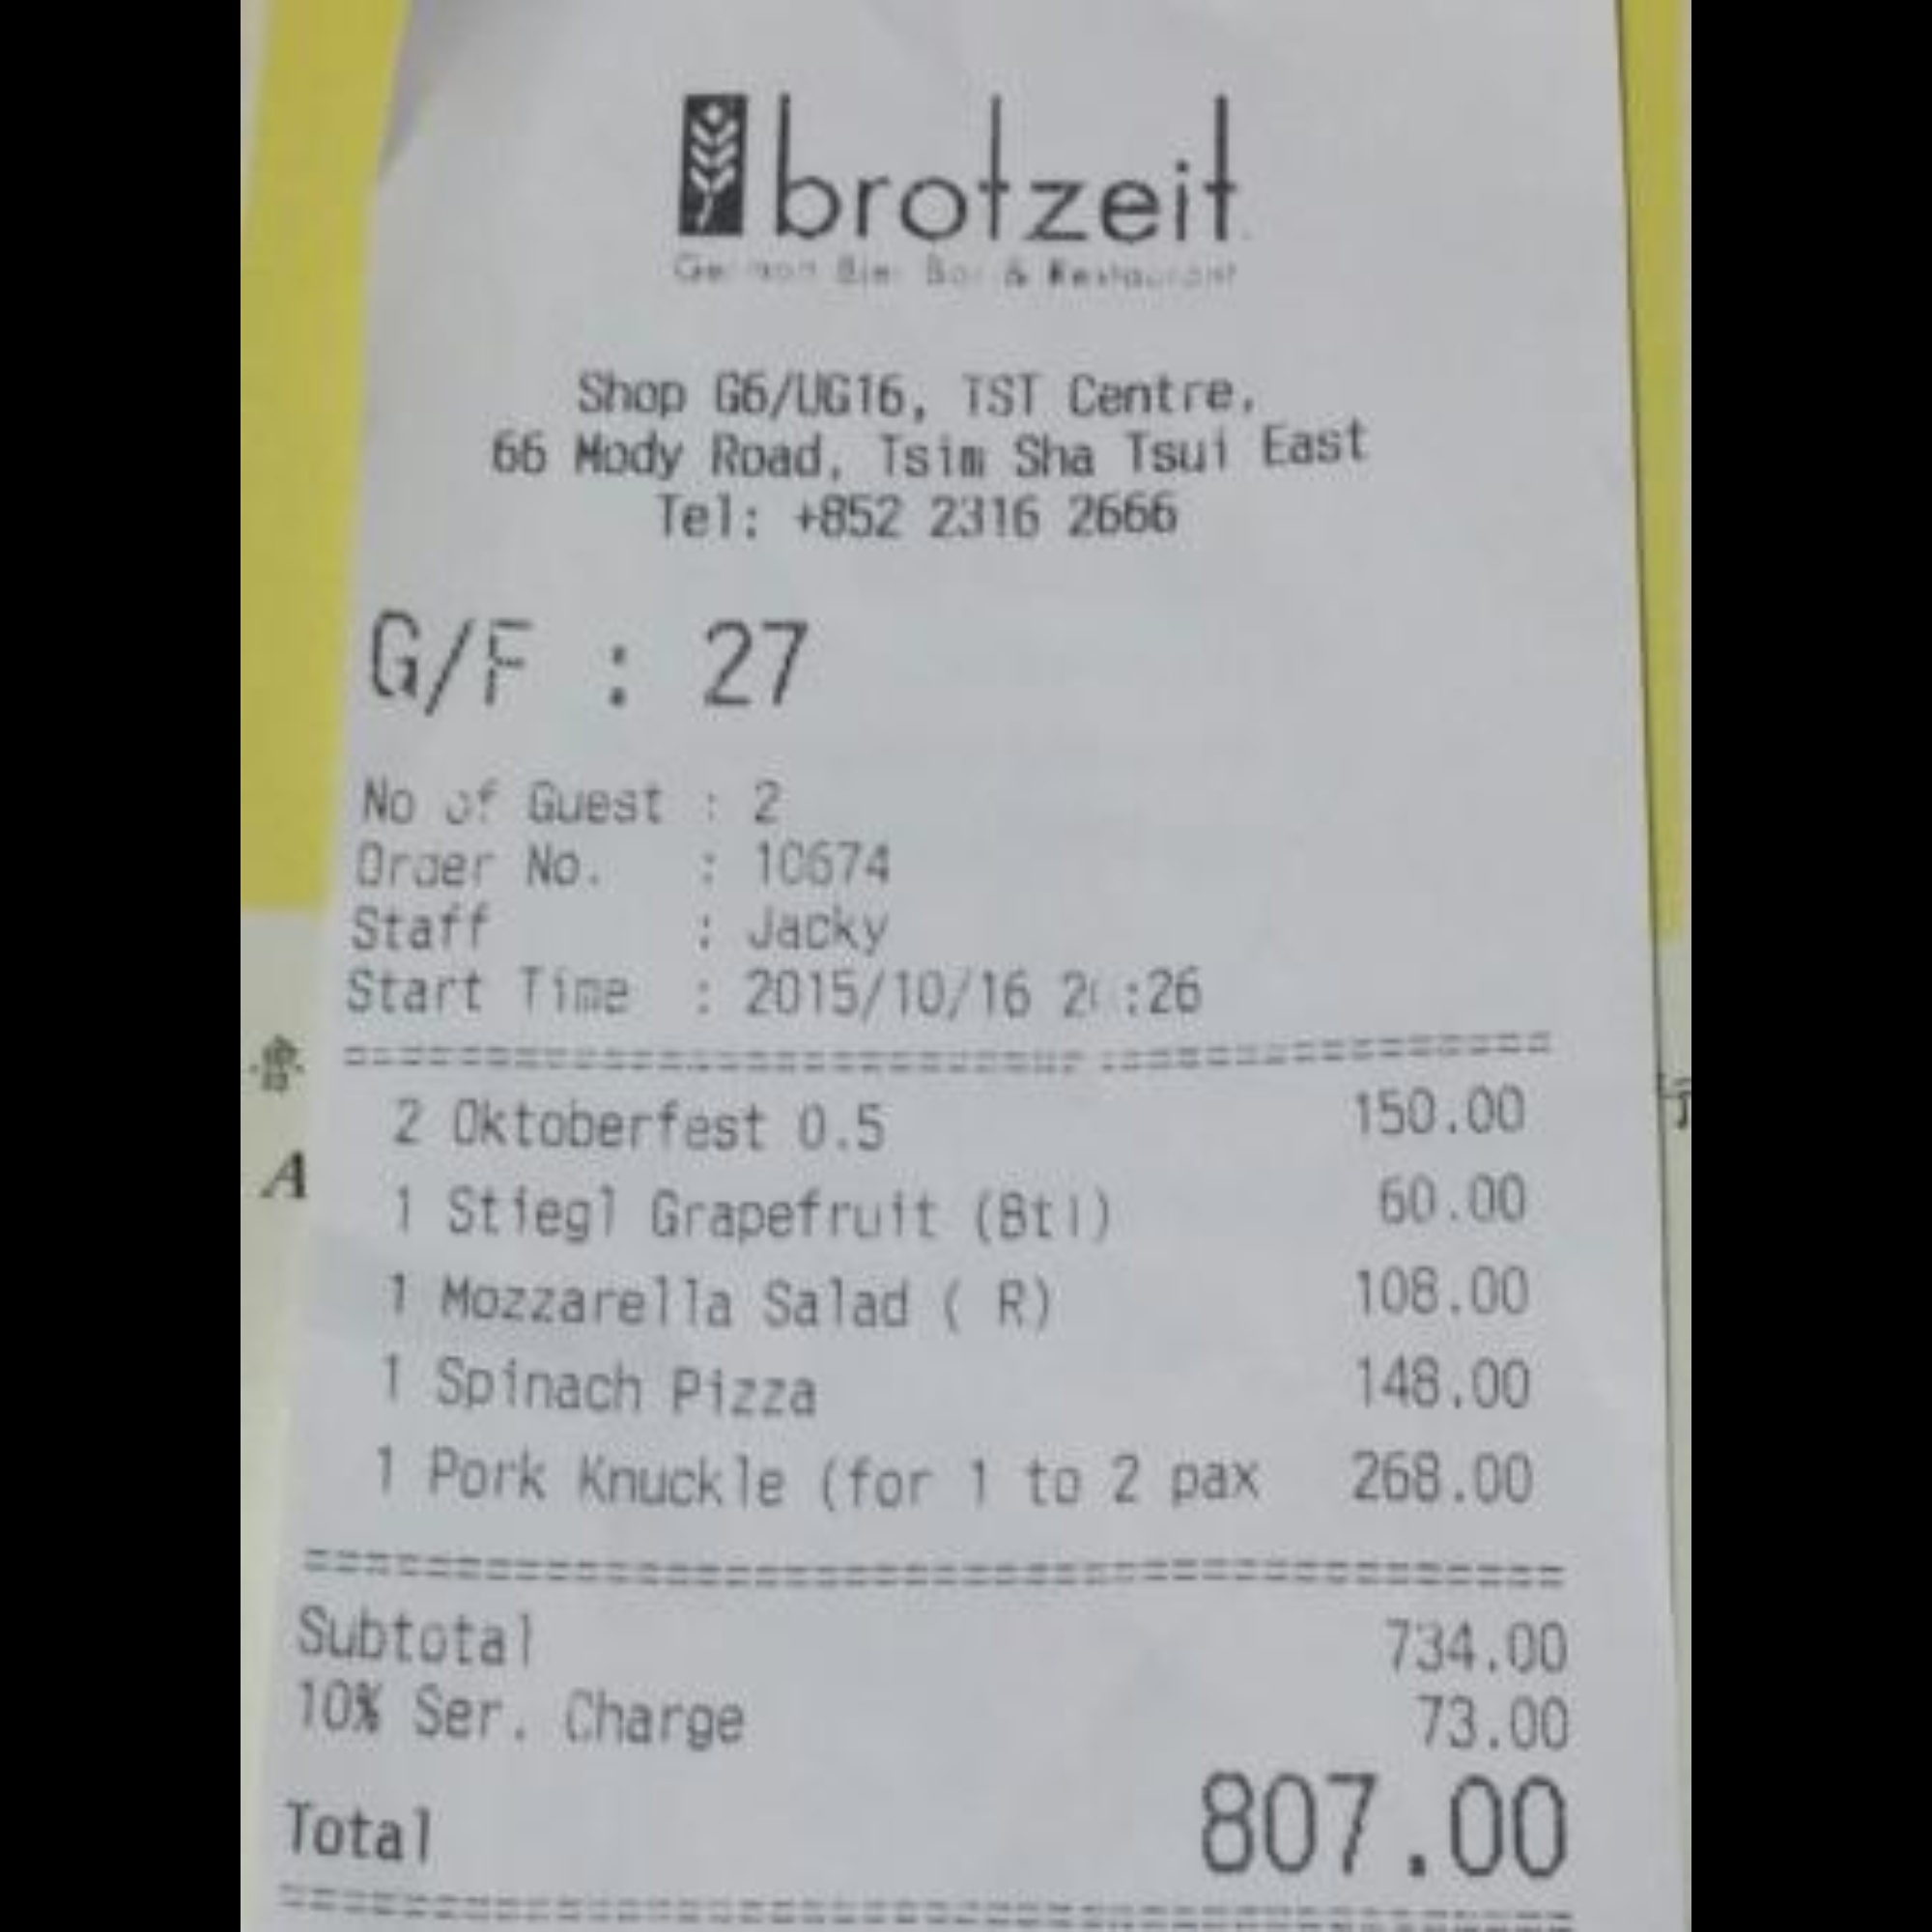 brotzeit
German Bier Bar & Restaurant
Shop G6/UG16, TST Centre,
66 Mody Road, Tsim Sha Tsui East
Tel: +852 2316 2666
G/F : 27
No of Guest : 2
Order No. : 10674
Staff : Jacky
Start Time : 2015/10/16
2 Oktoberfest 0.5 150.00
1 Stiegl Grapefruit (Btl) 60.00
1 Mozzarella Salad ( R) 108.00
1 Spinach Pizza 148.00
1 Pork Knuckle (for 1 to 2 pax 268.00
Subtotal 734.00
10% Ser. Charge 73.00
Total 807.00
A